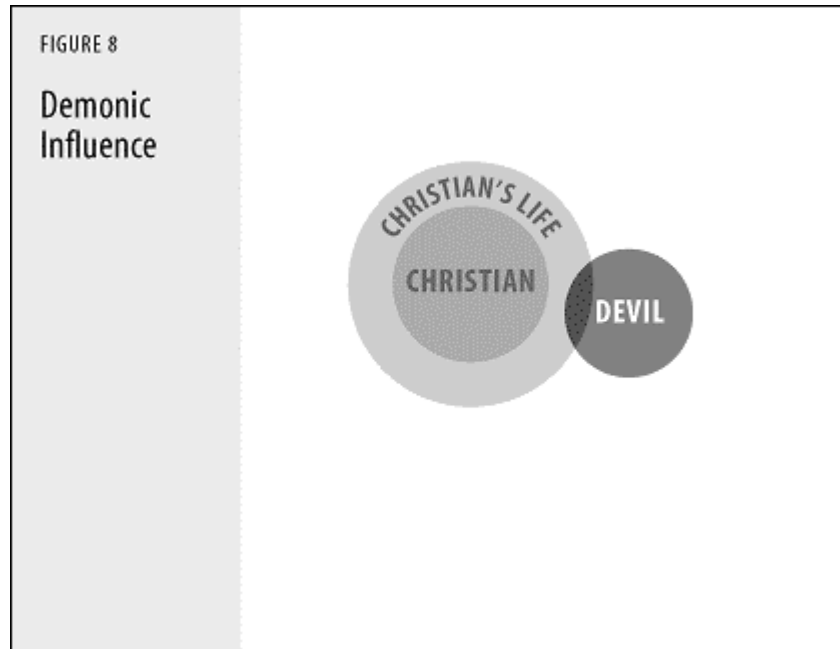 FIGURE 8
Demonic
Influence
CHRISTIAN'S LIFE
CHRISTIAN
DEVIL